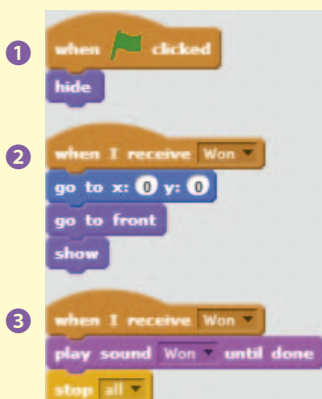 1
when clicked
hide
2
when I receive Won
go to x: 0 y: 0
go to front
show
3
when I receive Won
play sound Won until done
stop all